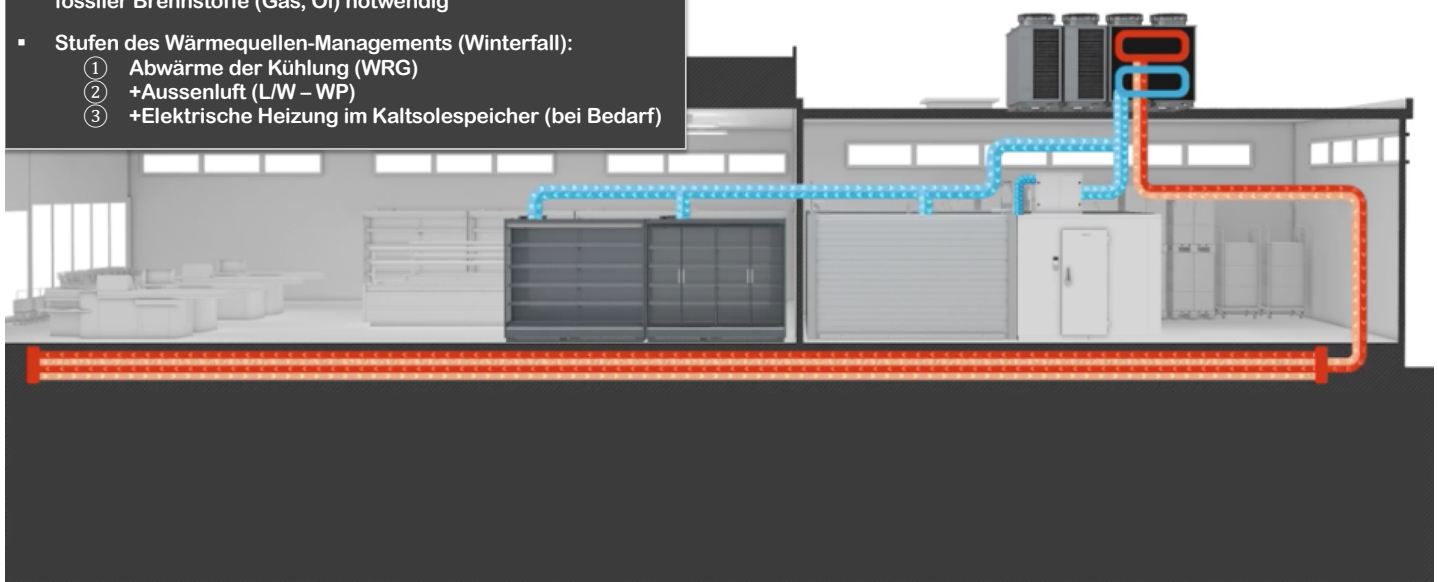 fossiler Brennstoffe (Gas, Öl) notwendig
▪ Stufen des Wärmequellen-Managements (Winterfall):
① Abwärme der Kühlung (WRG)
② +Aussenluft (L/W – WP)
③ +Elektrische Heizung im Kaltsolespeicher (bei Bedarf)